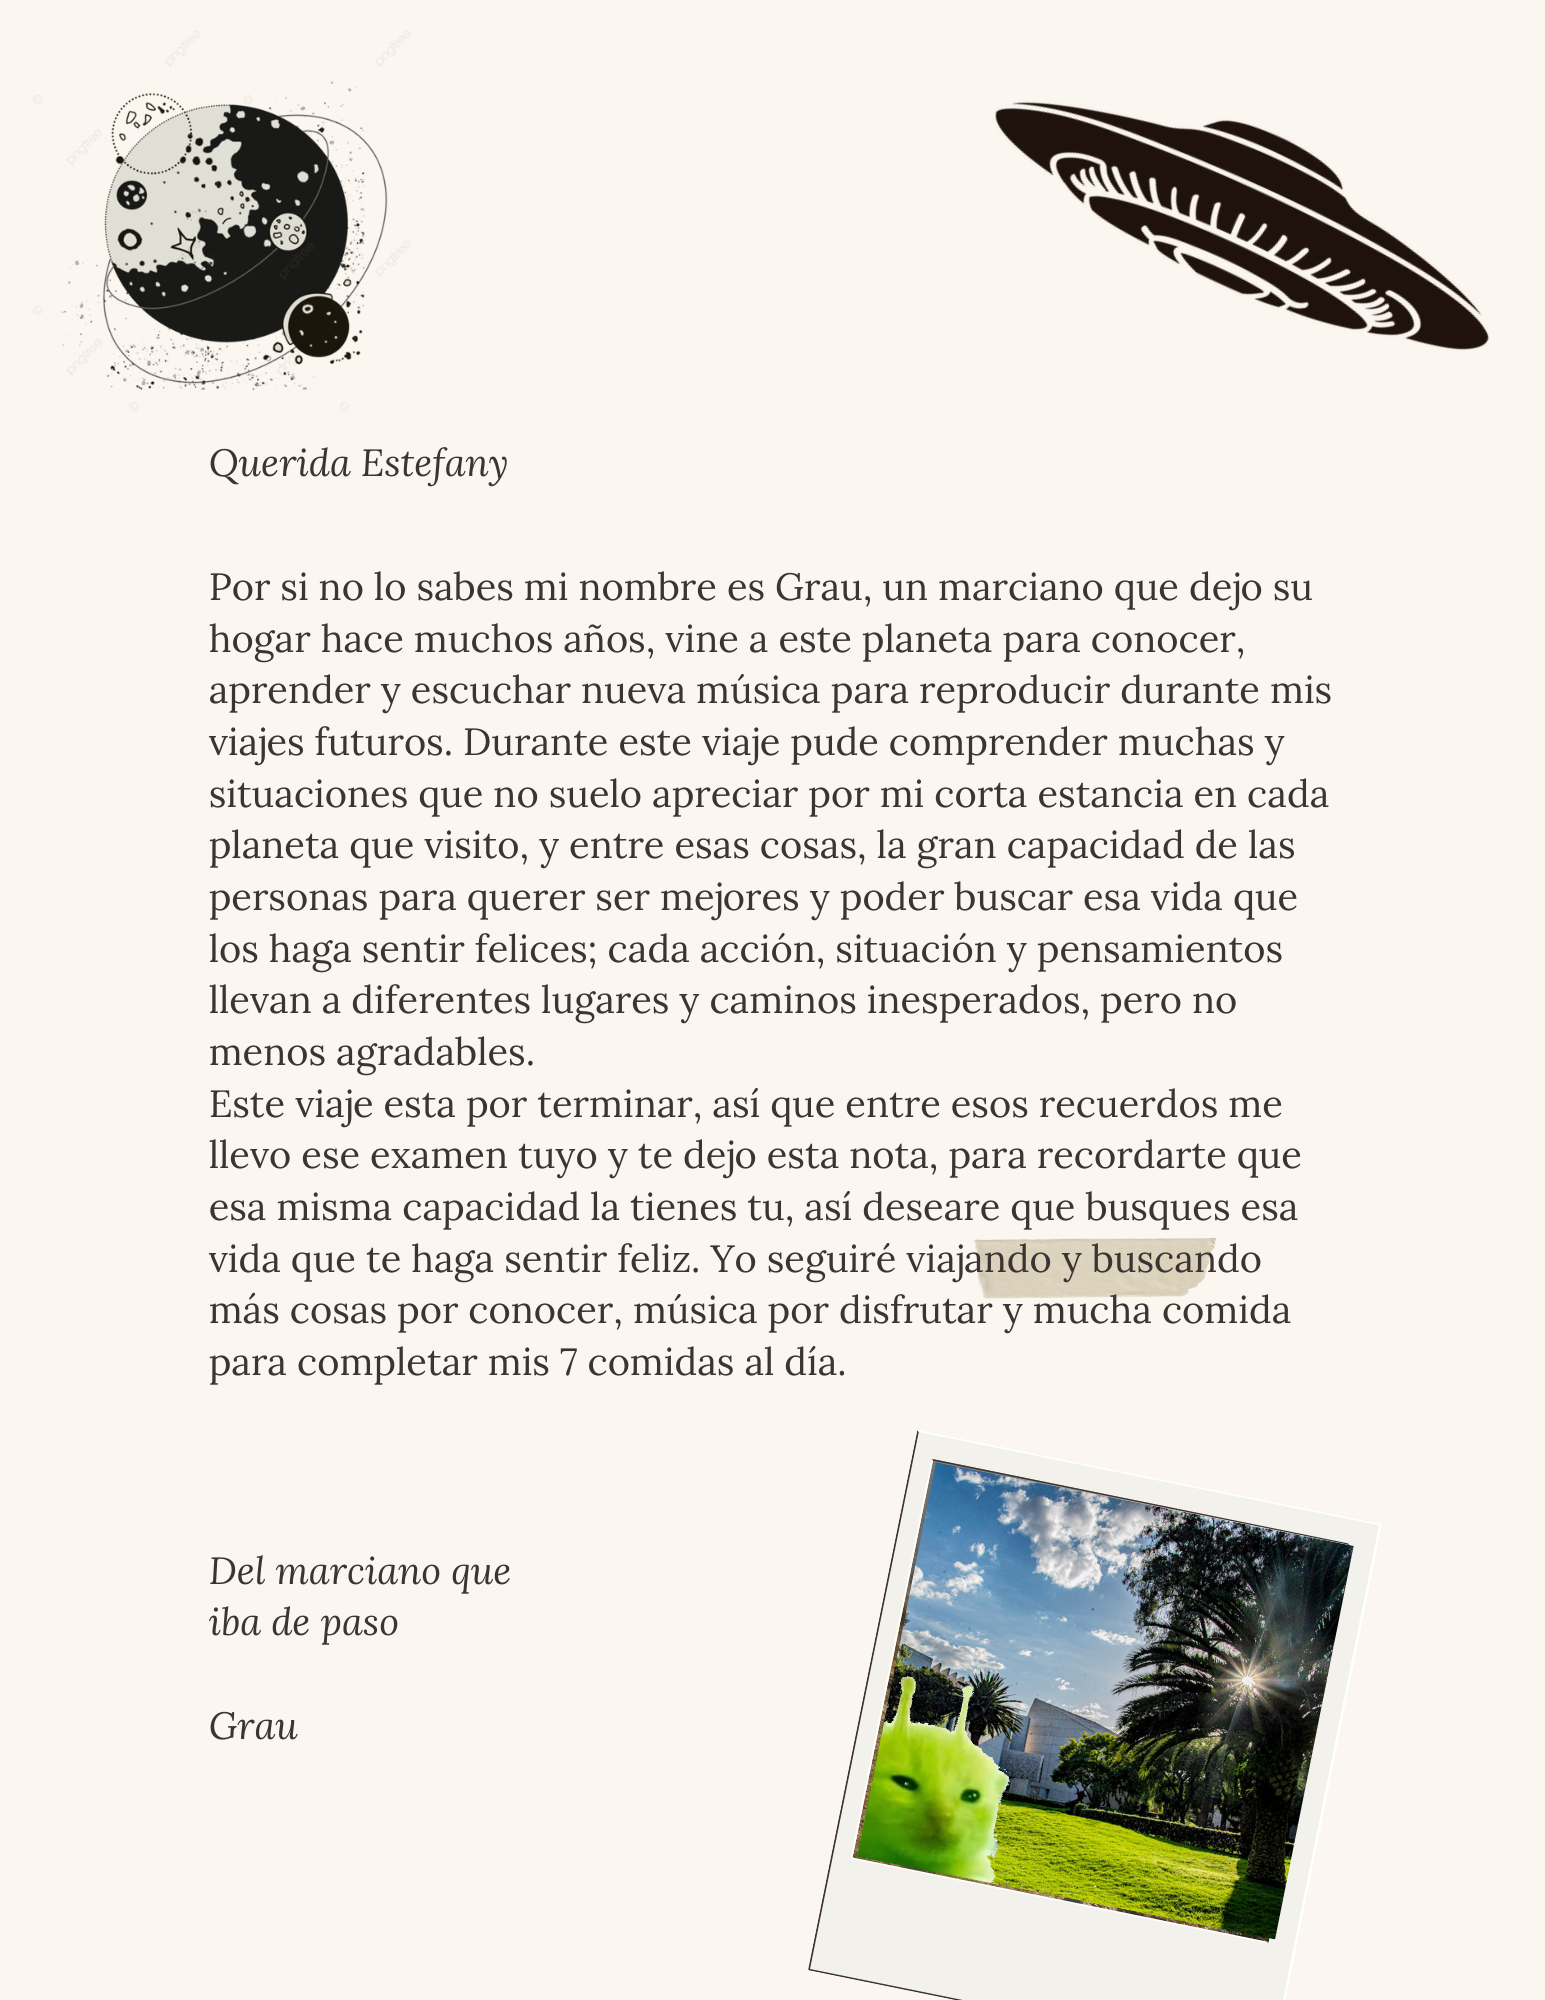 Querida Estefany
Por si no lo sabes mi nombre es Grau, un marciano que dejo su
hogar hace muchos años, vine a este planeta para conocer,
aprender y escuchar nueva música para reproducir durante mis
viajes futuros. Durante este viaje pude comprender muchas y
situaciones que no suelo apreciar por mi corta estancia en cada
planeta que visito, y entre esas cosas, la gran capacidad de las
personas para querer ser mejores y poder buscar esa vida que
los haga sentir felices; cada acción, situación y pensamientos
llevan a diferentes lugares y caminos inesperados, pero no
menos agradables.
Este viaje esta por terminar, así que entre esos recuerdos me
llevo ese examen tuyo y te dejo esta nota, para recordarte que
esa misma capacidad la tienes tu, así deseare que busques esa
vida que te haga sentir feliz. Yo seguiré viajando y buscando
más cosas por conocer, música por disfrutar y mucha comida
para completar mis 7 comidas al día.
Del marciano que
iba de paso
Grau
pngtree
pngtree
pngtree
pngtree
pngtree
pngtree